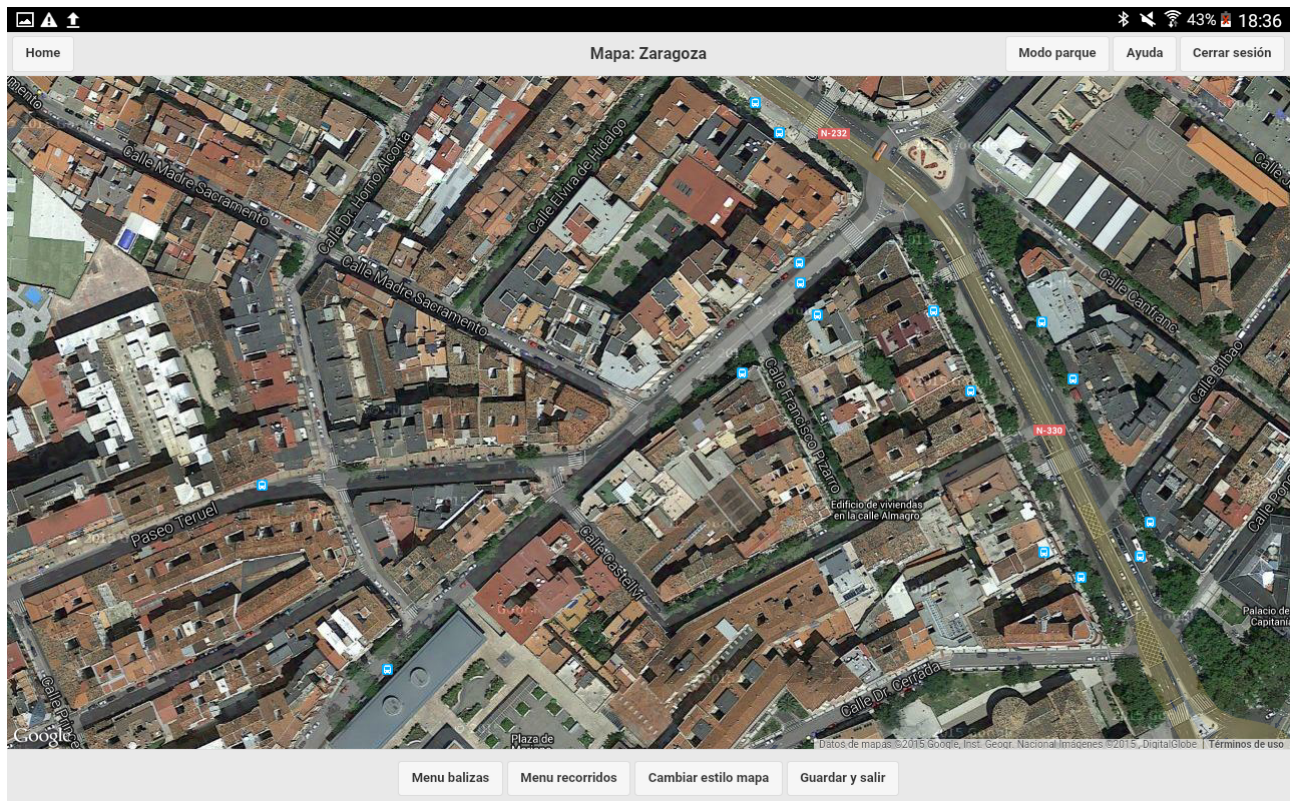 43% 18:36
Home
Mapa: Zaragoza
Modo parque
Ayuda
Cerrar sesión
N-232
Calle Madre Sacramento
Calle Dr. Horno Alcorta
Calle Elvira de Hidalgo
Calle Madre Sacramento
Calle Canfranc
Calle Bilbao
Calle Francisco Pizarro
N-330
Paseo Teruel
Edificio de viviendas
en la calle Almagro
Calle Castelví
Palacio de
Capitanía
Calle Dr. Cerrada
Google
Plaza de
Datos de mapas ©2015 Google, Inst. Geogr. Nacional Imágenes ©2015 , DigitalGlobe | Términos de uso
Menu balizas
Menu recorridos
Cambiar estilo mapa
Guardar y salir